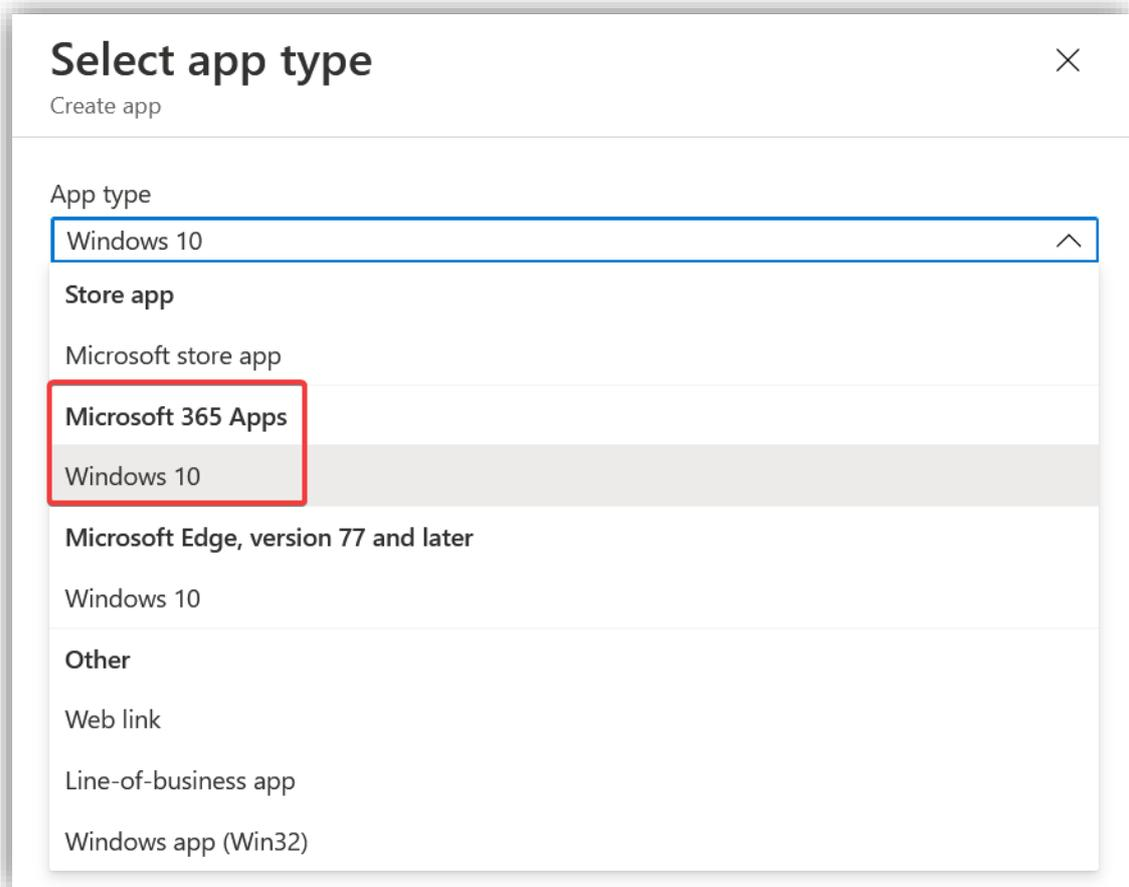 Select app type
Create app
App type
Windows 10
Store app
Microsoft store app
Microsoft 365 Apps
Windows 10
Microsoft Edge, version 77 and later
Windows 10
Other
Web link
Line-of-business app
Windows app (Win32)